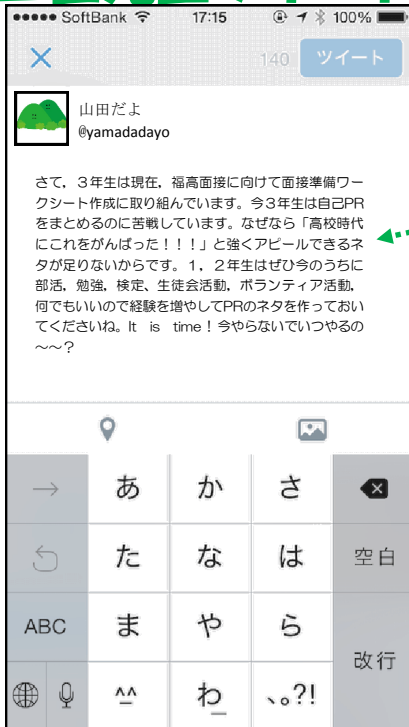 SoftBank 17:15 100%
140 ツイート
山田だよ
@yamadadayo
さて，３年生は現在，福高面接に向けて面接準備ワー
クシート作成に取り組んでいます。今３年生は自己PR
をまとめるのに苦戦しています。なぜなら「高校時代
にこれをがんばった！！！」と強くアピールできるネ
タが足りないからです。１，２年生はぜひ今のうちに
部活，勉強，検定、生徒会活動，ボランティア活動，
何でもいいので経験を増やしてPRのネタを作っておい
てくださいね。It is time！今やらないでいつやるの
～～？
→ あ か さ
た な は 空白
ABC ま や ら
改行
^^ わ 、。?!